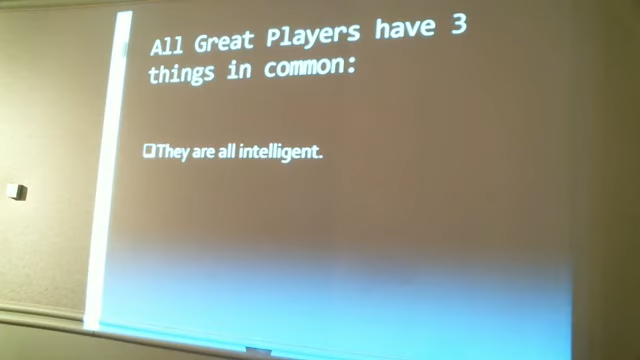 All Great Players have 3
things in common:
They are all intelligent.